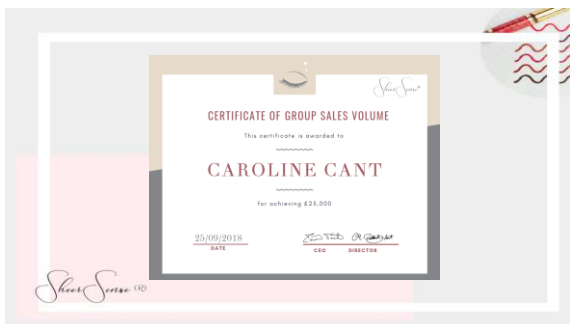 SheerSense®
CERTIFICATE OF GROUP SALES VOLUME
This certificate is awarded to
CAROLINE CANT
for achieving £25,000
25/09/2018
DATE
CEO DIRECTOR
SheerSense ®